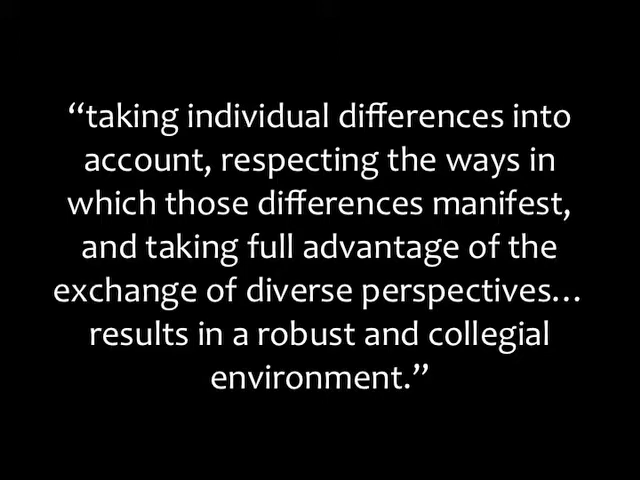 “taking individual differences into
account, respecting the ways in
which those differences manifest,
and taking full advantage of the
exchange of diverse perspectives…
results in a robust and collegial
environment.”